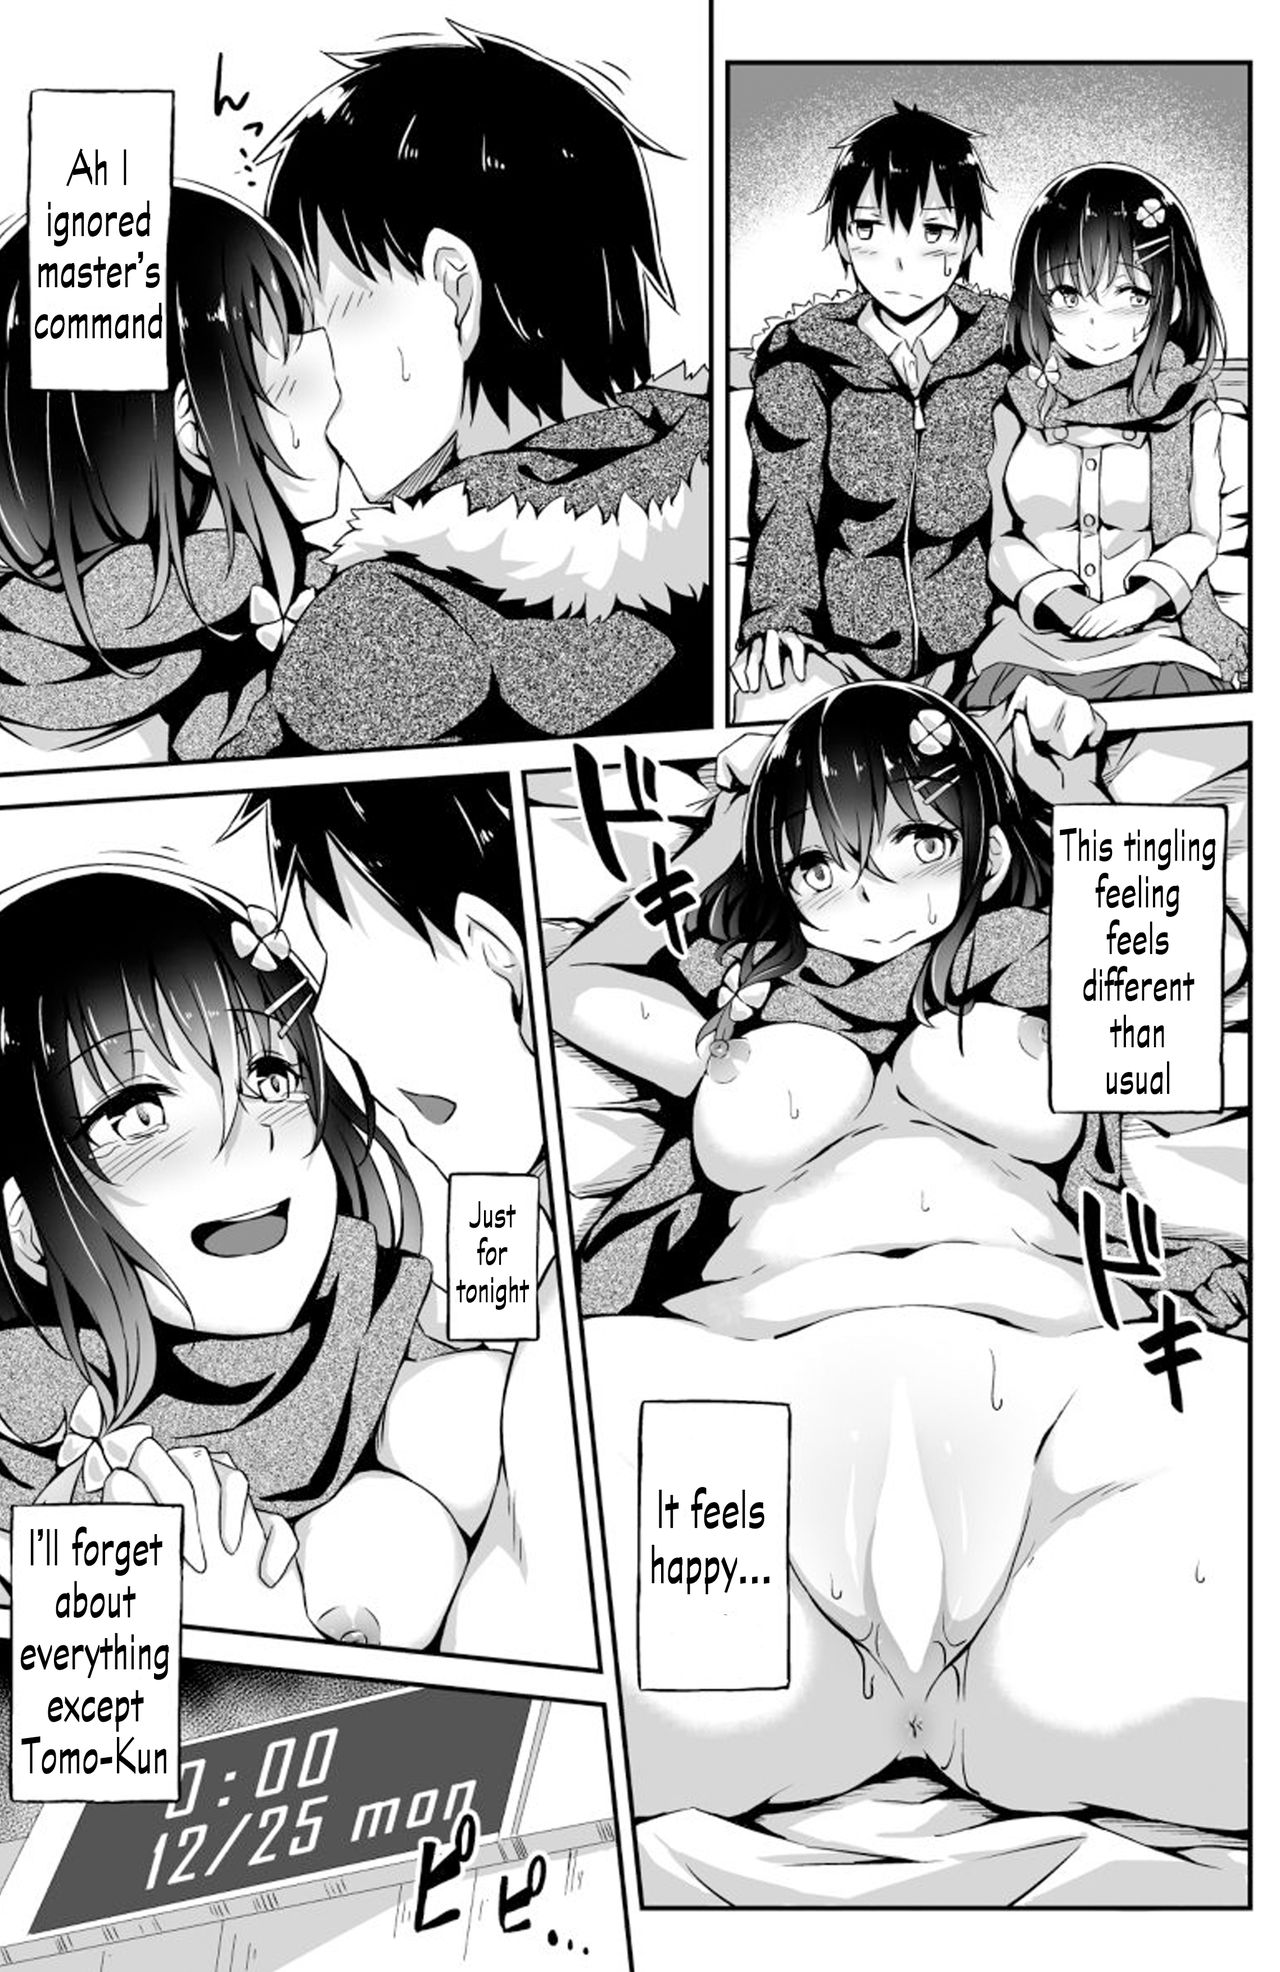 Ah I
ignored
master's
command
ん
This tingling
feeling
feels
different
than
usual
ドキ
ドキ
It feels
happy...
Just
for
tonight
I'll forget
about
everything
except
Tomo-Kun
0:00
12/25 mon
ピピ...